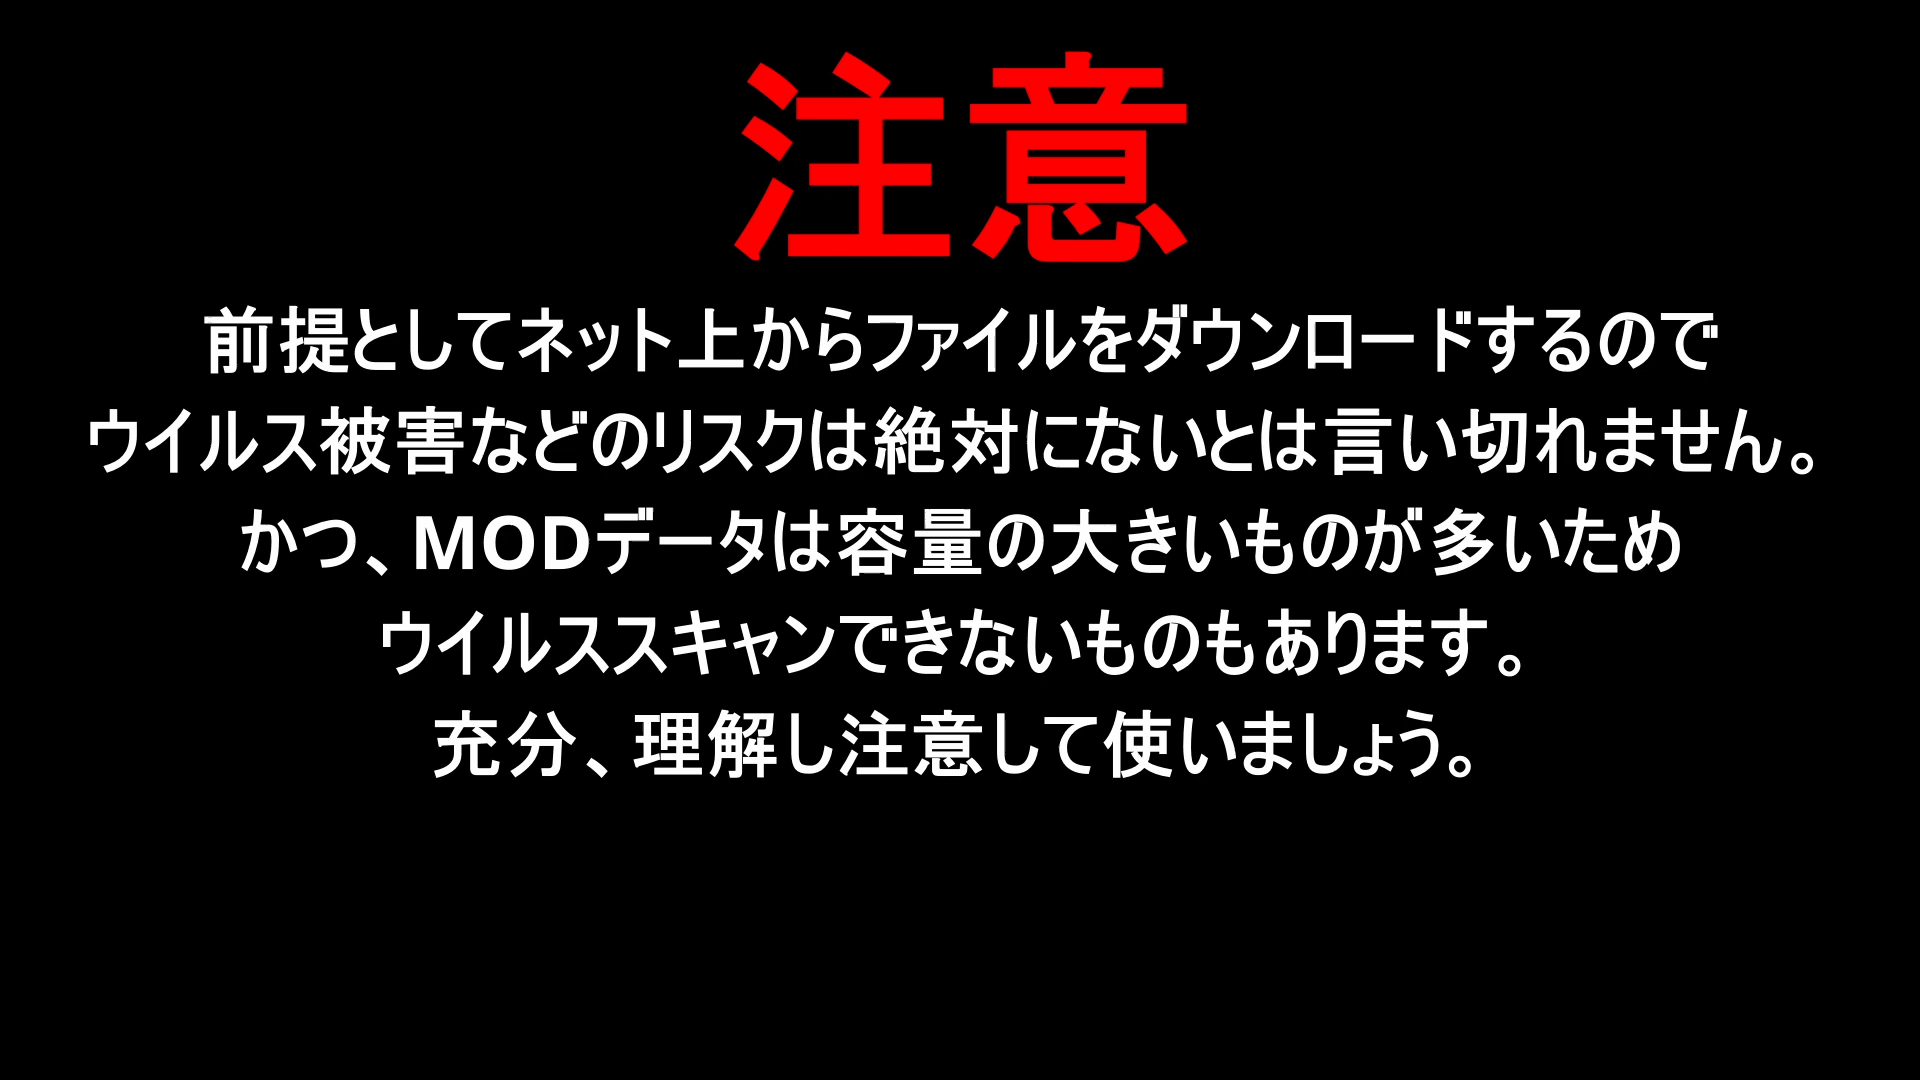 注意
前提としてネット上からファイルをダウンロードするので
ウイルス被害などのリスクは絶対にないとは言い切れません。
かつ、MODデータは容量の大きいものが多いため
ウイルススキャンできないものもあります。
充分、理解し注意して使いましょう。